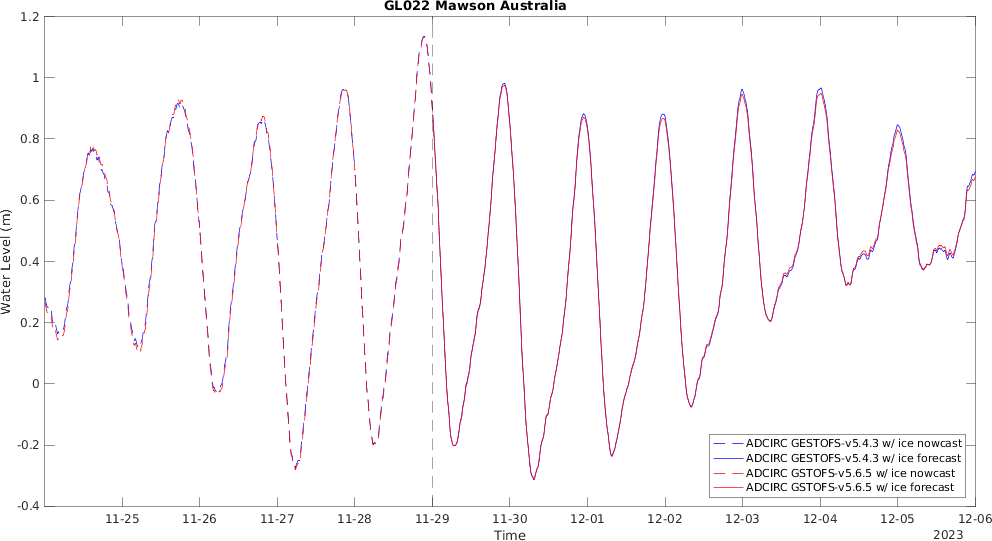 GL022 Mawson Australia
1.2
1
0.8
0.6
0.4
0.2
0
-0.2
-0.4
Water Level (m)
11-25 11-26 11-27 11-28 11-29 11-30 12-01 12-02 12-03 12-04 12-05 12-06
Time
2023
ADCIRC GESTOFS-v5.4.3 w/ ice nowcast
ADCIRC GESTOFS-v5.4.3 w/ ice forecast
ADCIRC GSTOFS-v5.6.5 w/ ice nowcast
ADCIRC GSTOFS-v5.6.5 w/ ice forecast